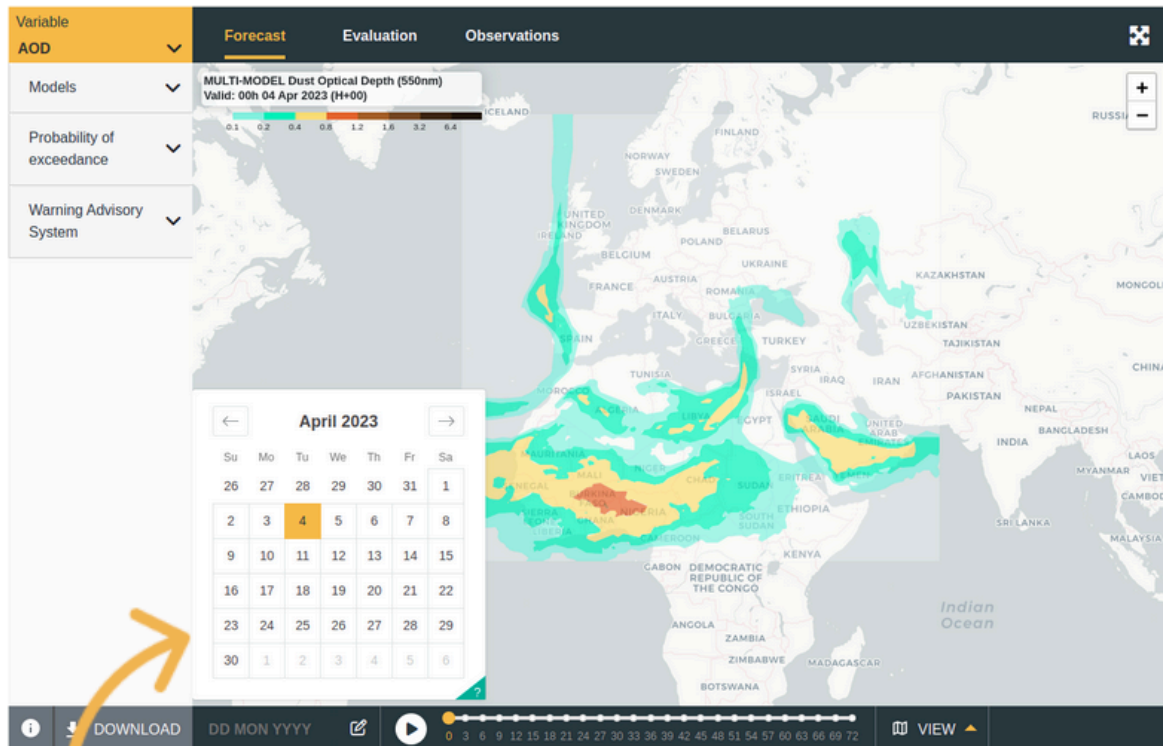 Variable
AOD
Models
Probability of
exceedance
Warning Advisory
System
Forecast Evaluation Observations
MULTI-MODEL Dust Optical Depth (550nm)
Valid: 00h 04 Apr 2023 (H+00)
0.1 0.2 0.4 0.8 1.2 1.6 3.2 6.4
+
−
ICELAND
RUSSIA
FINLAND
NORWAY
SWEDEN
UNITED
KINGDOM
DENMARK
IRELAND
BELARUS
POLAND
BELGIUM
UKRAINE
KAZAKHSTAN
AUSTRIA
FRANCE
ROMANIA
MONGOL
ITALY
BULGARIA
UZBEKISTAN
SPAIN
GREECE
TURKEY
TAJIKISTAN
TUNISIA
SYRIA
IRAQ
IRAN
AFGHANISTAN
CHINA
MOROCCO
ISRAEL
PAKISTAN
ALGERIA
LIBYA
EGYPT
SAUDI
ARABIA
UNITED
ARAB
EMIRATES
NEPAL
BANGLADESH
INDIA
MAURITANIA
MALI
NIGER
CHAD
SUDAN
ERITREA
YEMEN
LAOS
MYANMAR
VIET
SENEGAL
BURKINA
FASO
NIGERIA
ETHIOPIA
CAMBOD
SIERRA
LEONE
GHANA
SOUTH
SUDAN
SRI LANKA
LIBERIA
CAMEROON
MALAYSIA
KENYA
GABON
DEMOCRATIC
REPUBLIC OF
THE CONGO
Indian
Ocean
ANGOLA
ZAMBIA
ZIMBABWE
MADAGASCAR
BOTSWANA
← April 2023 →
Su Mo Tu We Th Fr Sa
26 27 28 29 30 31 1
2 3 4 5 6 7 8
9 10 11 12 13 14 15
16 17 18 19 20 21 22
23 24 25 26 27 28 29
30 1 2 3 4 5 6
?
DOWNLOAD DD MON YYYY 0 3 6 9 12 15 18 21 24 27 30 33 36 39 42 45 48 51 54 57 60 63 66 69 72 VIEW